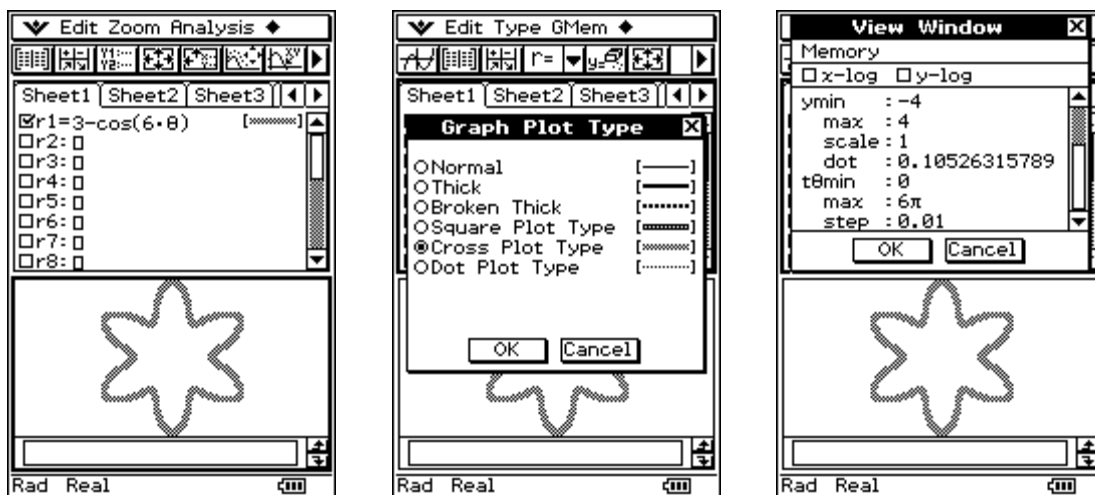 Edit Zoom Analysis ◆
Sheet1 Sheet2 Sheet3
r1=3-cos(6·θ)
r2:
r3:
r4:
r5:
r6:
r7:
r8:
Rad Real
Edit Type GMem ◆
r=
Sheet1 Sheet2 Sheet3
Graph Plot Type
Normal
Thick
Broken Thick
Square Plot Type
Cross Plot Type
Dot Plot Type
OK Cancel
Rad Real
View Window
Memory
x-log y-log
ymin :-4
max :4
scale:1
dot :0.10526315789
tθmin :0
max :6π
step :0.01
OK Cancel
Rad Real